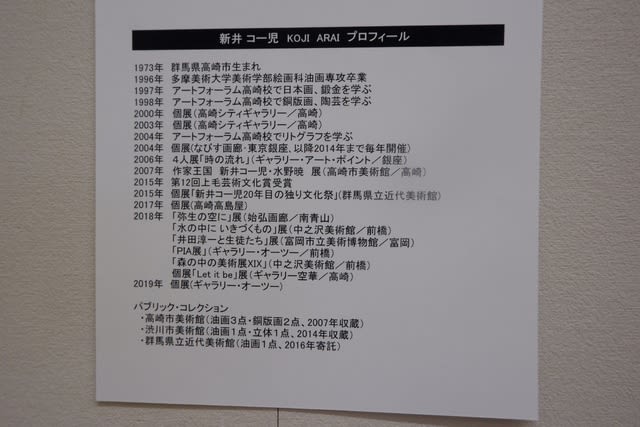 新井 コー児 KOJI ARAI プロフィール
1973年 群馬県高崎市生まれ
1996年 多摩美術大学美術学部絵画科油画専攻卒業
1997年 アートフォーラム高崎校で日本画、鍛金を学ぶ
1998年 アートフォーラム高崎校で銅版画、陶芸を学ぶ
2000年 個展(高崎シティギャラリー/高崎)
2003年 個展(高崎シティギャラリー/高崎)
2004年 アートフォーラム高崎校でリトグラフを学ぶ
2004年 個展(なびす画廊・東京銀座、以降2014年まで毎年開催)
2006年 4人展「時の流れ」(ギャラリー・アート・ポイント/銀座)
2007年 作家王国 新井コー児・水野暁 展(高崎市美術館/高崎)
2015年 第12回上毛芸術文化賞受賞
2015年 個展「新井コー児20年目の独り文化祭」(群馬県立近代美術館)
2017年 個展(高崎高島屋)
2018年 「弥生の空に」展(始弘画廊/南青山)
「水の中に いきづくもの」展(中之沢美術館/前橋)
「井田淳一と生徒たち」展(富岡市立美術博物館/富岡)
「PIA展」(ギャラリー・オーツー/前橋)
「森の中の美術展XIX」(中之沢美術館/前橋)
個展「Let it be」展(ギャラリー空華/高崎)
2019年 個展(ギャラリー・オーツー)
パブリック・コレクション
・高崎市美術館(油画3点・銅版画2点、2007年収蔵)
・渋川市美術館(油画1点・立体1点、2014年収蔵)
・群馬県立近代美術館(油画1点、2016年寄託)